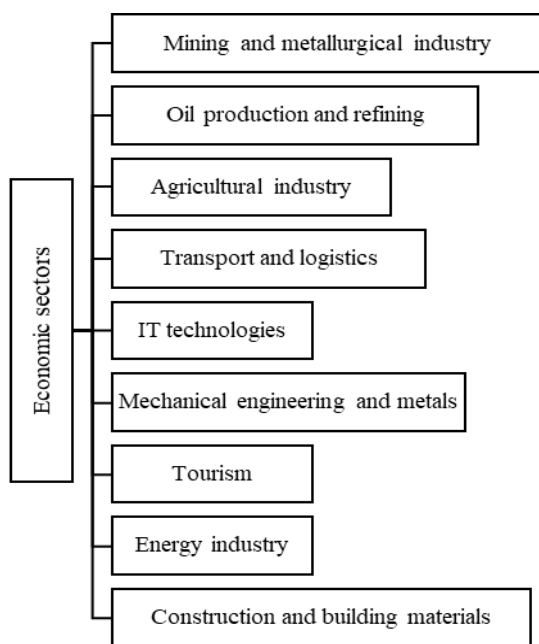 Economic sectors
Mining and metallurgical industry
Oil production and refining
Agricultural industry
Transport and logistics
IT technologies
Mechanical engineering and metals
Tourism
Energy industry
Construction and building materials